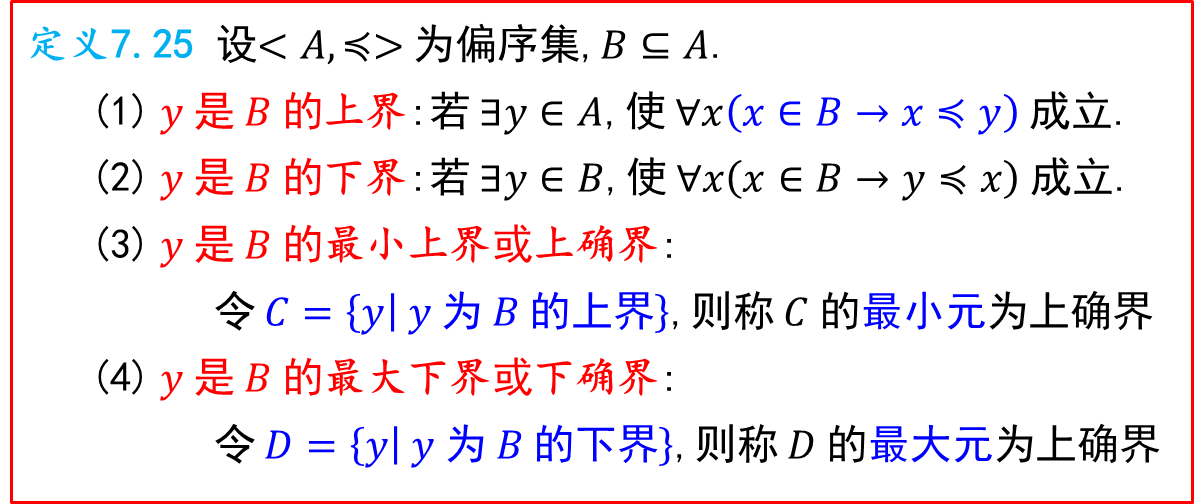 定义7.25 设< A,≼> 为偏序集, B ⊆ A.
(1) y 是 B 的上界:若 ∃y ∈ A, 使 ∀x(x ∈ B → x ≼ y) 成立.
(2) y 是 B 的下界:若 ∃y ∈ B, 使 ∀x(x ∈ B → y ≼ x) 成立.
(3) y 是 B 的最小上界或上确界:
令 C = {y| y 为 B 的上界}, 则称 C 的最小元为上确界
(4) y 是 B 的最大下界或下确界:
令 D = {y| y 为 B 的下界}, 则称 D 的最大元为上确界